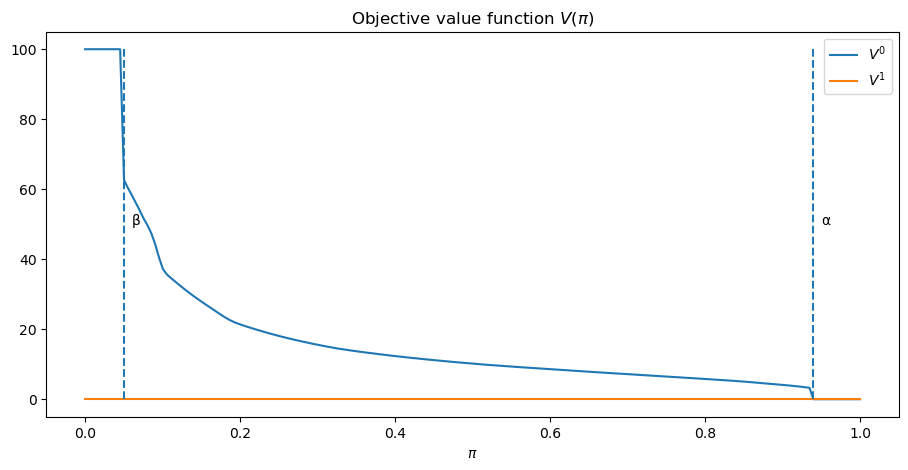 Objective value function V(π)
V⁰
V¹
100
80
60
40
20
0
β
α
0.0 0.2 0.4 0.6 0.8 1.0
π